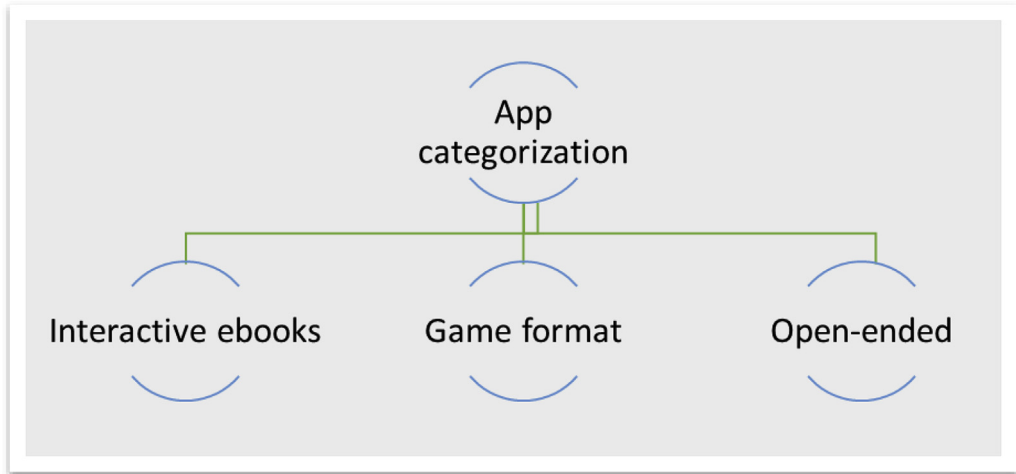 App
categorization
Interactive ebooks
Game format
Open-ended